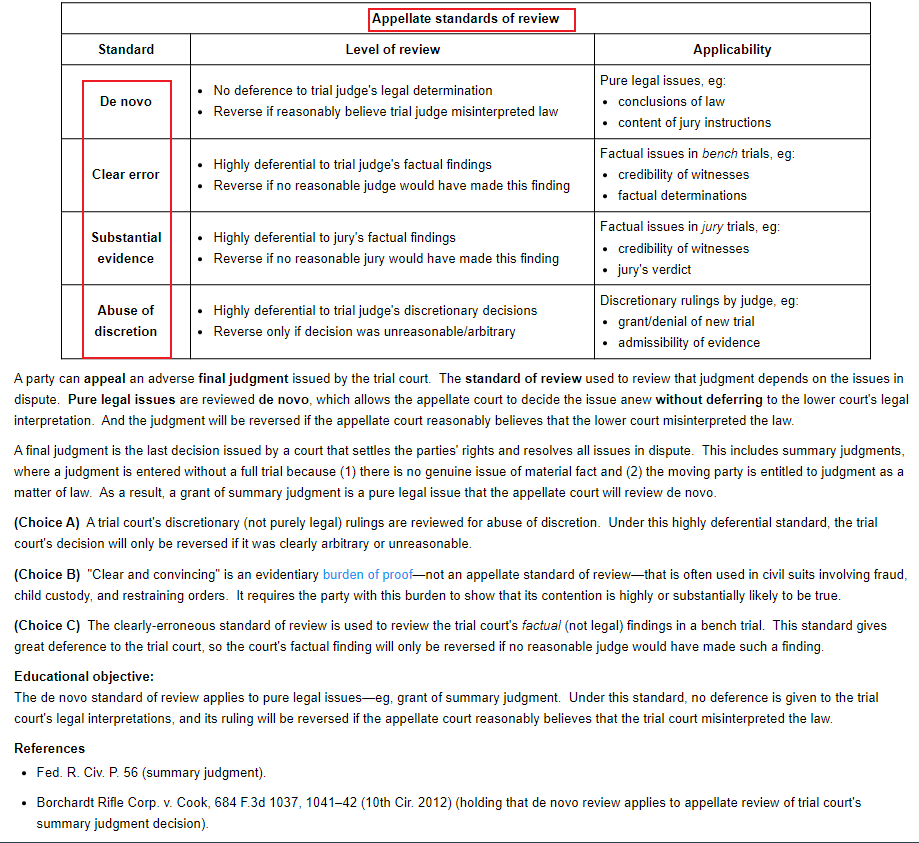 Appellate standards of review
Standard
Level of review
Applicability
De novo
• No deference to trial judge's legal determination
• Reverse if reasonably believe trial judge misinterpreted law
Pure legal issues, eg:
• conclusions of law
• content of jury instructions
Clear error
• Highly deferential to trial judge's factual findings
• Reverse if no reasonable judge would have made this finding
Factual issues in bench trials, eg:
• credibility of witnesses
• factual determinations
Substantial
evidence
• Highly deferential to jury's factual findings
• Reverse if no reasonable jury would have made this finding
Factual issues in jury trials, eg:
• credibility of witnesses
• jury's verdict
Abuse of
discretion
• Highly deferential to trial judge's discretionary decisions
• Reverse only if decision was unreasonable/arbitrary
Discretionary rulings by judge, eg:
• grant/denial of new trial
• admissibility of evidence
A party can appeal an adverse final judgment issued by the trial court. The standard of review used to review that judgment depends on the issues in
dispute. Pure legal issues are reviewed de novo, which allows the appellate court to decide the issue anew without deferring to the lower court's legal
interpretation. And the judgment will be reversed if the appellate court reasonably believes that the lower court misinterpreted the law.
A final judgment is the last decision issued by a court that settles the parties' rights and resolves all issues in dispute. This includes summary judgments,
where a judgment is entered without a full trial because (1) there is no genuine issue of material fact and (2) the moving party is entitled to judgment as a
matter of law. As a result, a grant of summary judgment is a pure legal issue that the appellate court will review de novo.
(Choice A) A trial court's discretionary (not purely legal) rulings are reviewed for abuse of discretion. Under this highly deferential standard, the trial
court's decision will only be reversed if it was clearly arbitrary or unreasonable.
(Choice B) "Clear and convincing" is an evidentiary burden of proof—not an appellate standard of review—that is often used in civil suits involving fraud,
child custody, and restraining orders. It requires the party with this burden to show that its contention is highly or substantially likely to be true.
(Choice C) The clearly-erroneous standard of review is used to review the trial court's factual (not legal) findings in a bench trial. This standard gives
great deference to the trial court, so the court's factual finding will only be reversed if no reasonable judge would have made such a finding.
Educational objective:
The de novo standard of review applies to pure legal issues—eg, grant of summary judgment. Under this standard, no deference is given to the trial
court's legal interpretations, and its ruling will be reversed if the appellate court reasonably believes that the trial court misinterpreted the law.
References
• Fed. R. Civ. P. 56 (summary judgment).
• Borchardt Rifle Corp. v. Cook, 684 F.3d 1037, 1041–42 (10th Cir. 2012) (holding that de novo review applies to appellate review of trial court's
summary judgment decision).